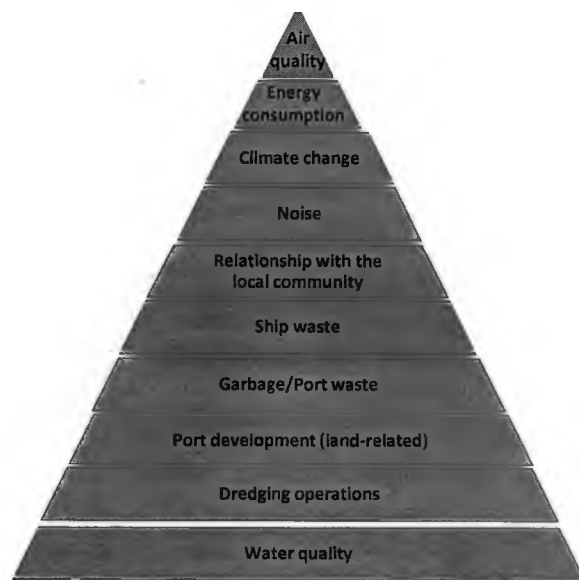 Air
quality
Energy
consumption
Climate change
Noise
Relationship with the
local community
Ship waste
Garbage/Port waste
Port development (land-related)
Dredging operations
Water quality